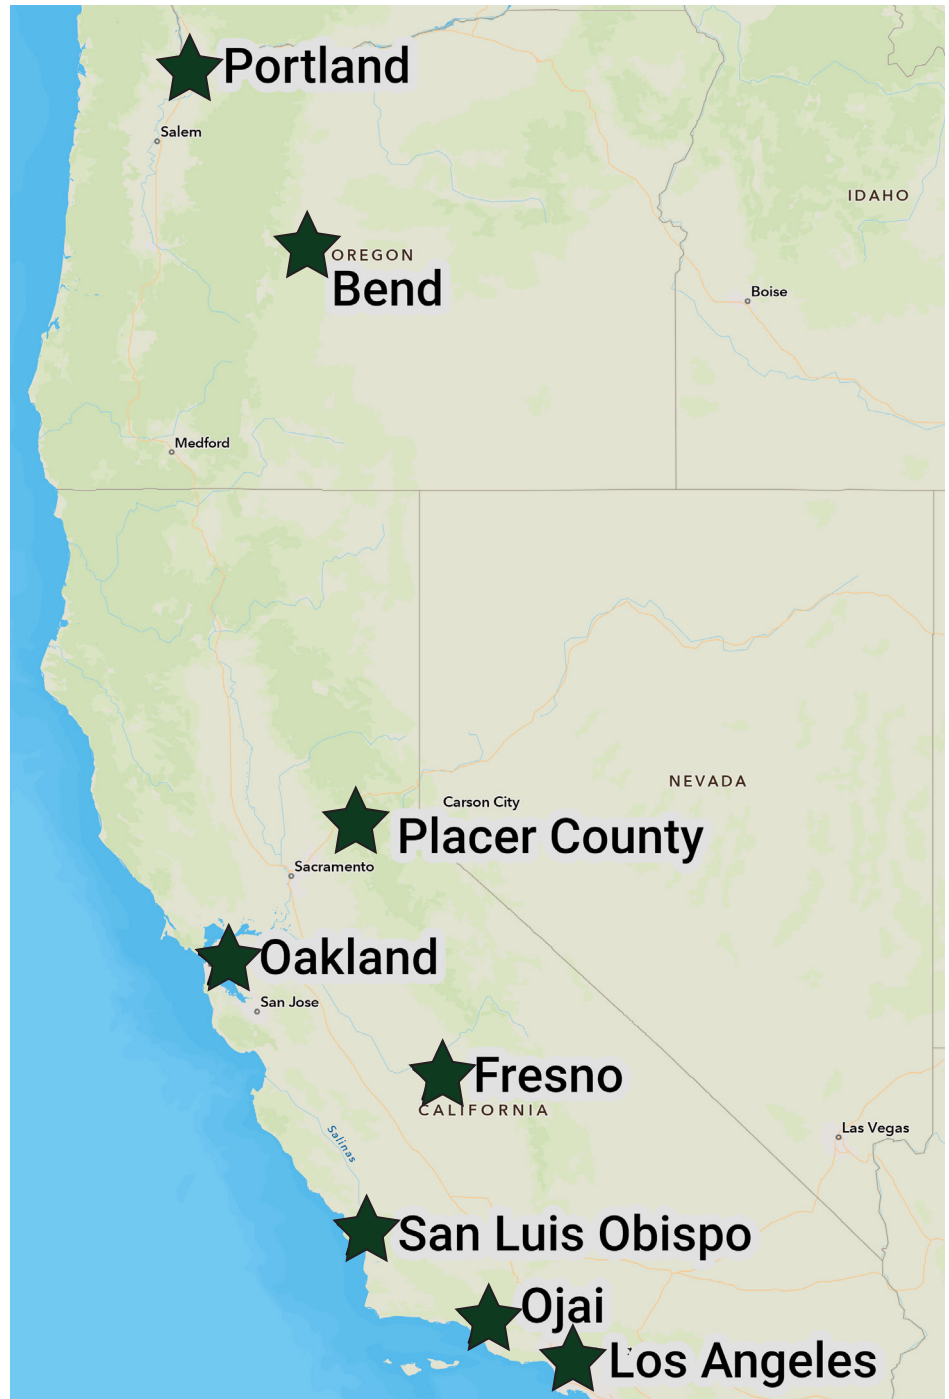 Portland
Salem
IDAHO
OREGON
Bend
Boise
Medford
NEVADA
Carson City
Placer County
Sacramento
Oakland
San Jose
Fresno
CALIFORNIA
Las Vegas
Salinas
San Luis Obispo
Ojai
Los Angeles